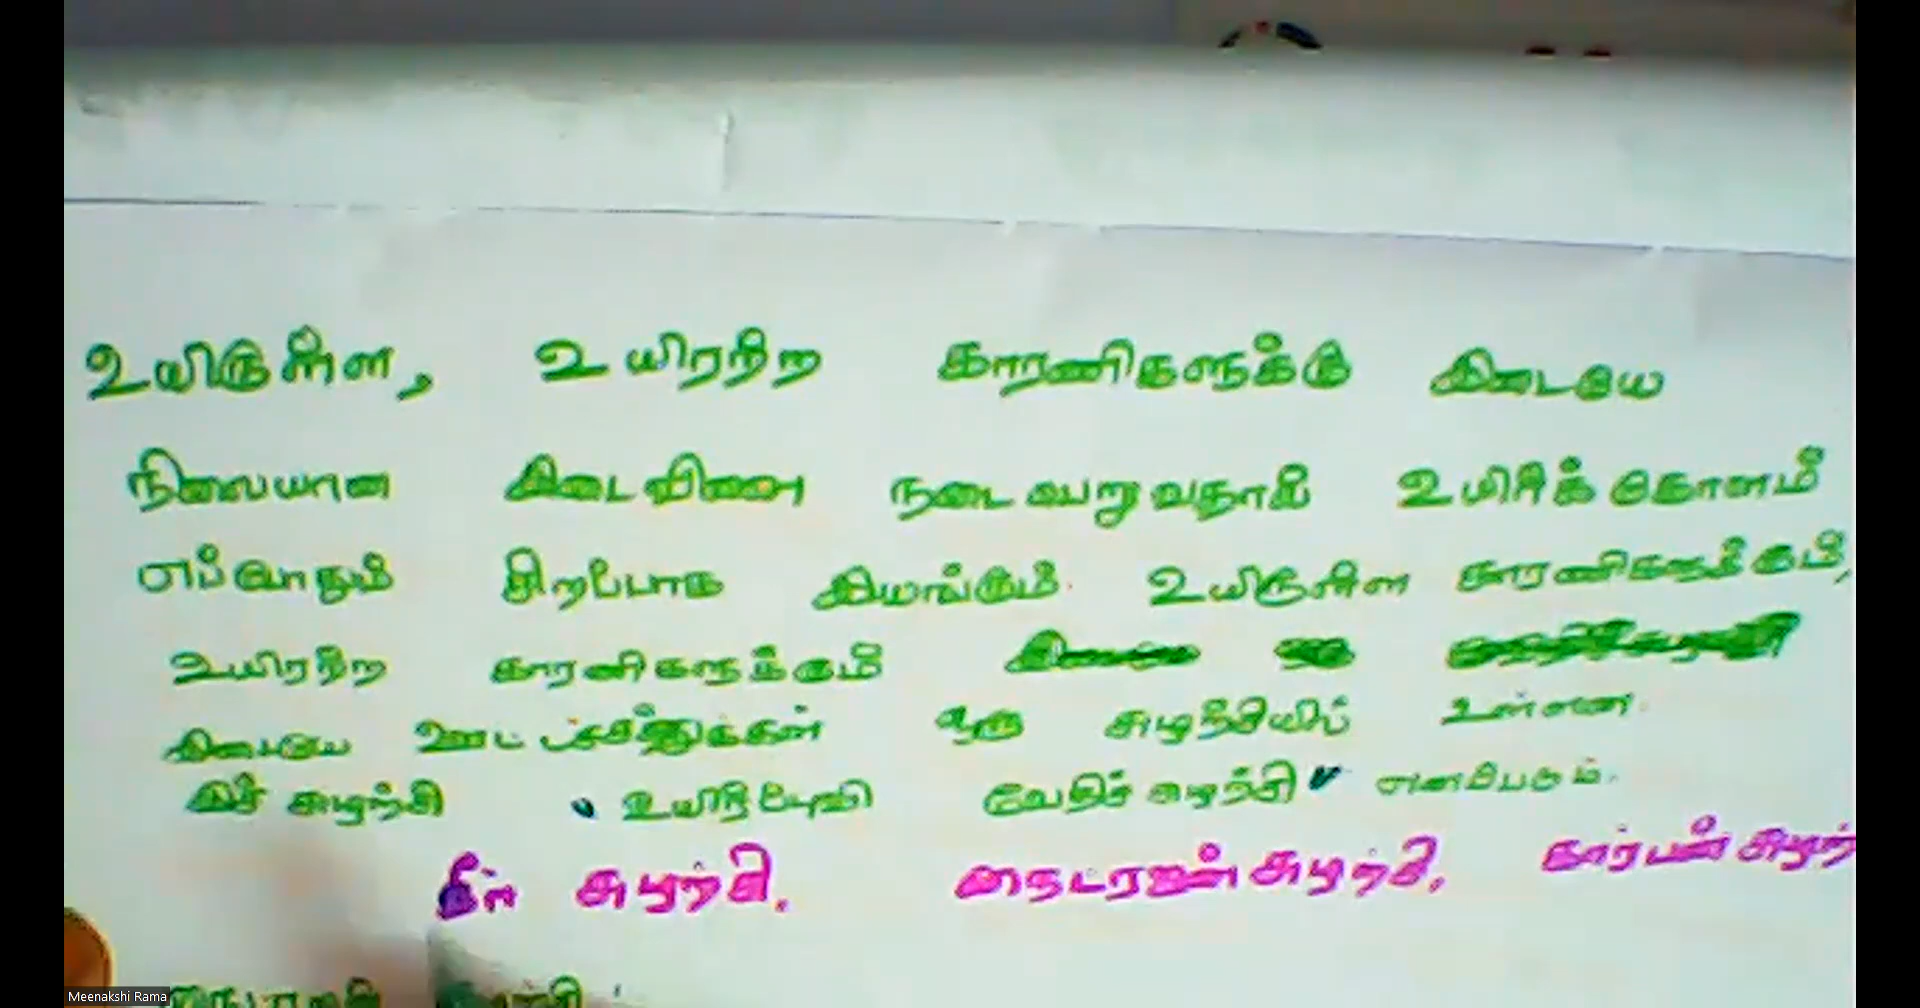 உயிருள்ள, உயிரற்ற காரணிகளுக்கு இடையே
நிலையான இடைவினை நடைபெறுவதால் உயிர்க்கோளம்
எப்போதும் சிறப்பாக இயங்கும். உயிருள்ள காரணிகளுக்கும்,
உயிரற்ற காரணிகளுக்கும்
இடையே ஊட்டச்சத்துக்கள் ஒரு சுழற்சியில் உள்ளன.
இச் சுழற்சி "உயிர் புவி வேதிச் சுழற்சி" எனப்படும்.
நீர் சுழற்சி, நைட்ரஜன் சுழற்சி, கார்பன் சுழற்
Meenakshi Rama